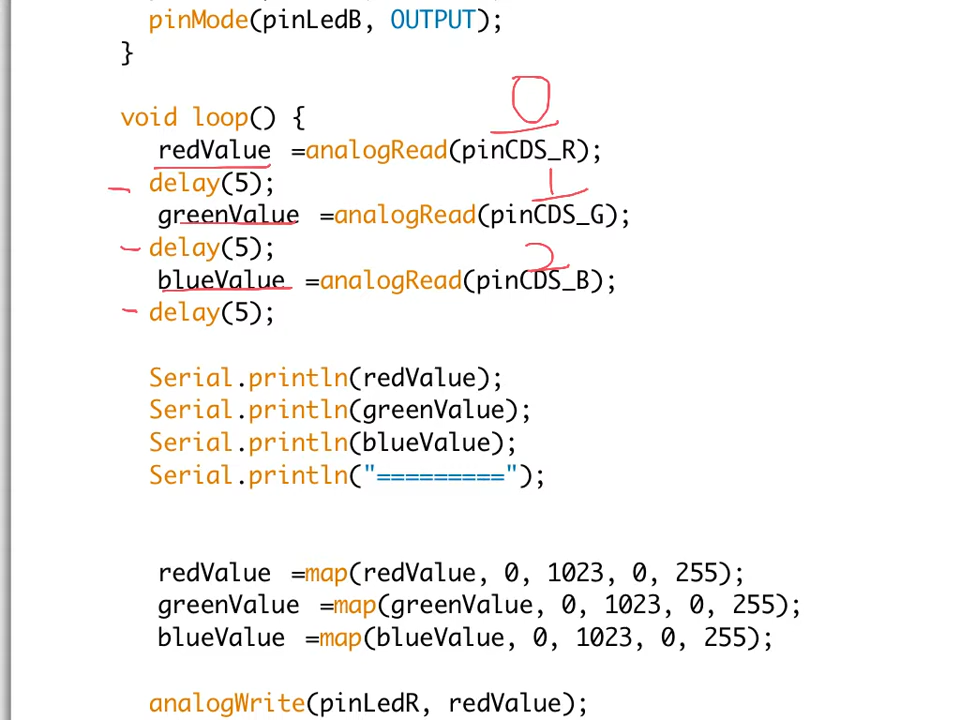 pinMode(pinLedB, OUTPUT);
}
void loop() {
0
redValue =analogRead(pinCDS_R);
delay(5);
1
greenValue =analogRead(pinCDS_G);
delay(5);
2
blueValue =analogRead(pinCDS_B);
delay(5);
Serial.println(redValue);
Serial.println(greenValue);
Serial.println(blueValue);
Serial.println("=========");
redValue =map(redValue, 0, 1023, 0, 255);
greenValue =map(greenValue, 0, 1023, 0, 255);
blueValue =map(blueValue, 0, 1023, 0, 255);
analogWrite(pinLedR, redValue);